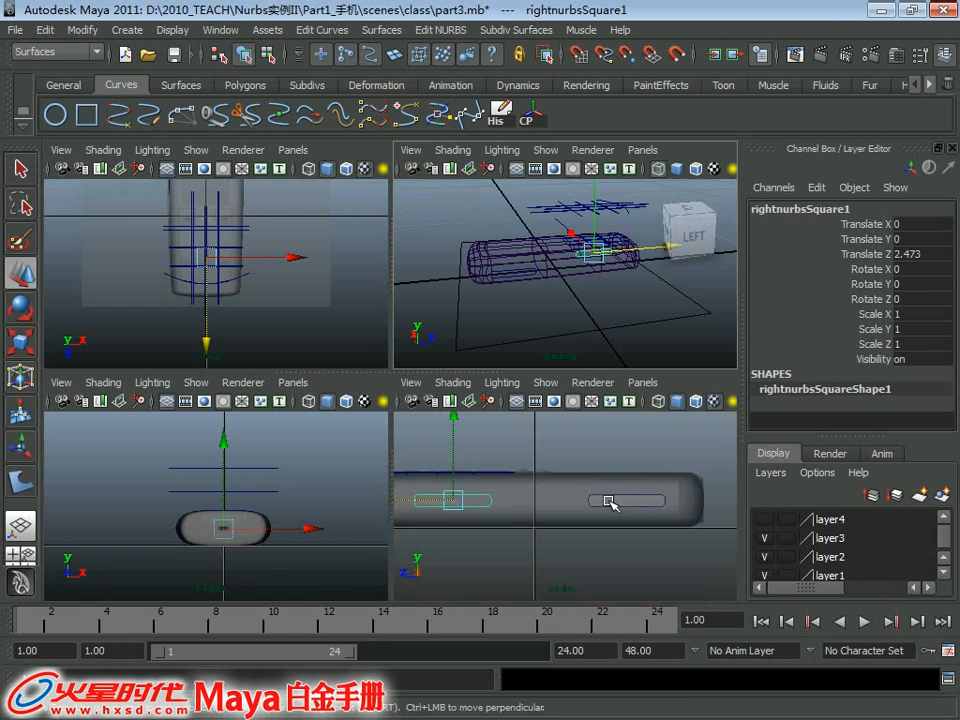 Autodesk Maya 2011: D:\2010_TEACH\Nurbs实例II\Part1_手机\scenes\class\part3.mb* --- rightnurbsSquare1
File Edit Modify Create Display Window Assets Edit Curves Surfaces Edit NURBS Subdiv Surfaces Muscle Help
Surfaces
General Curves Surfaces Polygons Subdivs Deformation Animation Dynamics Rendering PaintEffects Toon Muscle Fluids Fur
His CP
View Shading Lighting Show Renderer Panels
View Shading Lighting Show Renderer Panels
LEFT
y x
y
View Shading Lighting Show Renderer Panels
View Shading Lighting Show Renderer Panels
y x
y
Channel Box / Layer Editor
Channels Edit Object Show
rightnurbsSquare1
Translate X 0
Translate Y 0
Translate Z 2.473
Rotate X 0
Rotate Y 0
Rotate Z 0
Scale X 1
Scale Y 1
Scale Z 1
Visibility on
SHAPES
rightnurbsSquareShape1
Display Render Anim
Layers Options Help
layer4
V layer3
V layer2
V layer1
2 4 6 8 10 12 14 16 18 20 22 24
1.00
1.00 1.00 1 24 24.00 48.00 No Anim Layer No Character Set
火星时代 Maya 白金手册
www.hxsd.com
Ctrl+LMB to move perpendicular.